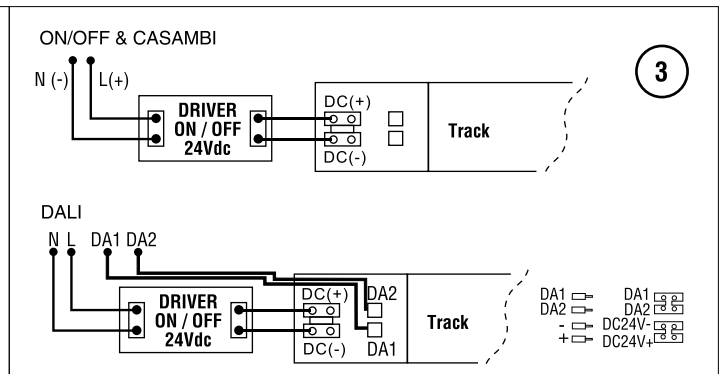 ON/OFF & CASAMBI
N (-) L(+)
3
DRIVER
ON / OFF
24Vdc
DC(+)
DC(-)
Track
DALI
N L DA1 DA2
DRIVER
ON / OFF
24Vdc
DC(+) DA2
DC(-) DA1
Track
DA1 DA1
DA2 DA2
- DC24V-
+ DC24V+